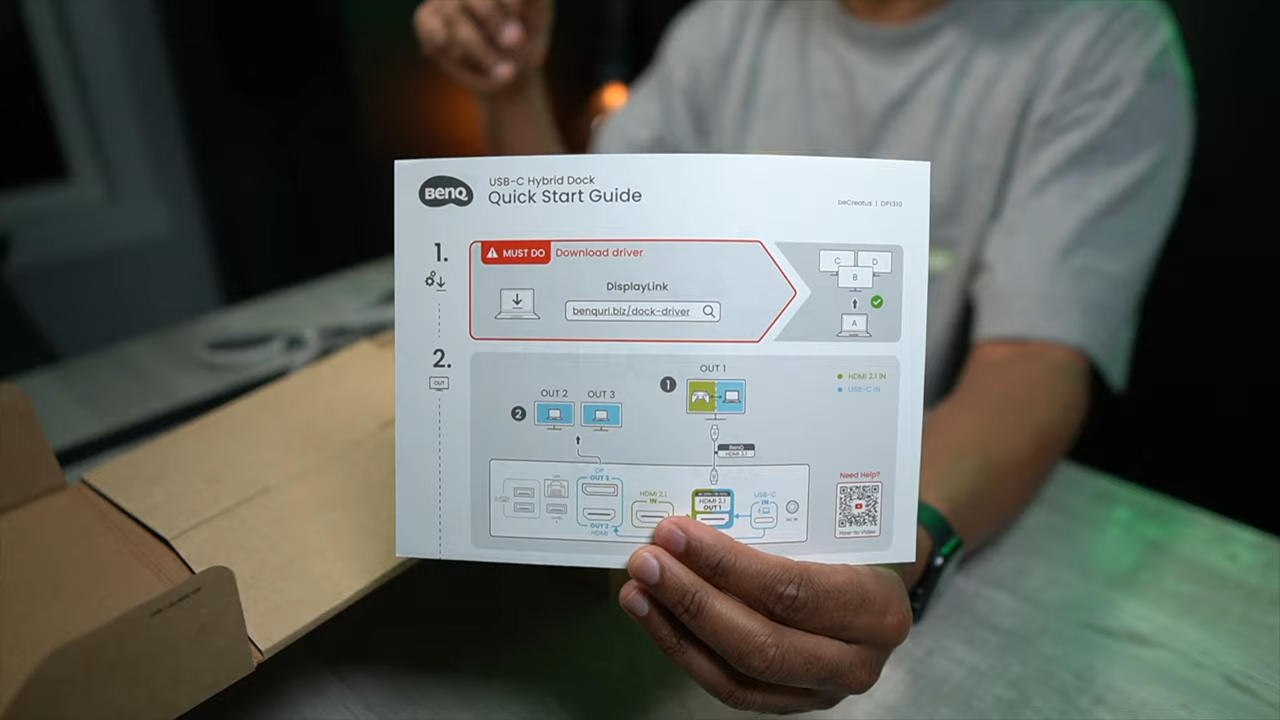 BenQ
USB-C Hybrid Dock
Quick Start Guide
beCreatus | DP1310
1.
MUST DO Download driver
DisplayLink
benqurl.biz/dock-driver
C D
B
A
2.
OUT
OUT 1
HDMI 2.1 IN
USB-C IN
1
OUT 2 OUT 3
2
BenQ
HDMI 2.1
Need Help?
DP
OUT 3
HDMI 2.1
IN
HDMI 2.1
OUT 1
USB-C
IN
OUT 2
HDMI
DC IN
How-to Video